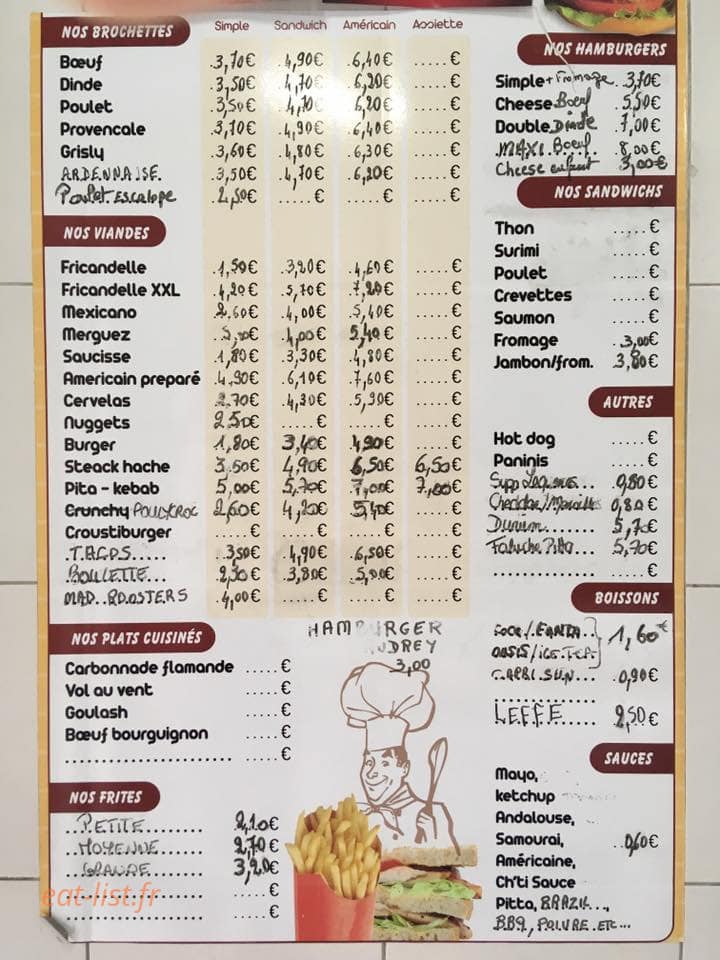 NOS BROCHETTES Simple Sandwich Américain Assiette
Bœuf .3,70€ .4,90€ .6,40€ .....€
Dinde .3,50€ .4,70€ .6,20€ .....€
Poulet .3,50€ .4,70€ .6,20€ .....€
Provencale .3,70€ .4,90€ .6,40€ .....€
Grisly .3,60€ .4,80€ .6,30€ .....€
ARDENNAISE. .3,50€ .4,70€ .6,20€ .....€
Poulet Escalope 2,50€ .....€ .....€ .....€
NOS VIANDES
Fricandelle .1,50€ .3,20€ .4,60€ .....€
Fricandelle XXL .4,20€ .5,70€ .7,20€ .....€
Mexicano 2,60€ .4,00€ .5,40€ .....€
Merguez .4,00€ 5,40€ .....€
Saucisse 1,80€ .3,30€ .4,80€ .....€
Americain preparé .4,90€ .6,10€ .7,60€ .....€
Cervelas 2,70€ .4,30€ .5,90€ .....€
Nuggets 2,50€ .....€ .....€ .....€
Burger 1,80€ 3,40€ 4,90€ .....€
Steack hache 3,50€ 4,90€ 6,50€ 6,50€
Pita - kebab 5,00€ 5,70€ 7,00€ 7,00€
Crunchy POULYCROC 2,60€ 4,20€ 5,40€ .....€
Croustiburger .....€ .....€ .....€ .....€
.T.A.C.O.S..... .3,50€ .4,90€ .6,50€ .....€
.BOULETTE... .2,30€ .3,80€ .5,00€ .....€
MAD..ROOSTERS .4,00€ .....€ .....€ .....€
NOS PLATS CUISINÉS
Carbonnade flamande .....€
Vol au vent .....€
Goulash .....€
Bœuf bourguignon .....€
.....€
NOS FRITES
...PETITE........ 2,10€
...MOYENNE........ 2,70€
...GRANDE........ 3,20€
.....€
.....€
HAMBURGER
AUDREY
3,00
NOS HAMBURGERS
Simple + Fromage .3,70€
Cheese Boeuf .5,50€
Double Dinde .7,00€
.MAXI.Boeuf. .8,00€
Cheese enfant 3,00€
NOS SANDWICHS
Thon .....€
Surimi .....€
Poulet .....€
Crevettes .....€
Saumon .....€
Fromage .3,00€
Jambon/from. 3,80€
AUTRES
Hot dog .....€
Paninis .....€
Supp Légumes... .0,80€
Cheddar/Maroilles 0,80€
Durum.... .5,70€
Faluche Pitta... 5,70€
.....€
BOISSONS
COCA/.FANTA.. 1,60€
OASIS/ICE.TEA.
CAPRI.SUN... .0,90€
LEFFE..... 2,50€
SAUCES
Mayo,
ketchup
Andalouse,
Samourai, ..0,60€
Américaine,
Ch'ti Sauce
Pitta, BRAZIL..,
BBQ, POIVRE.ETC...
eat-list.fr